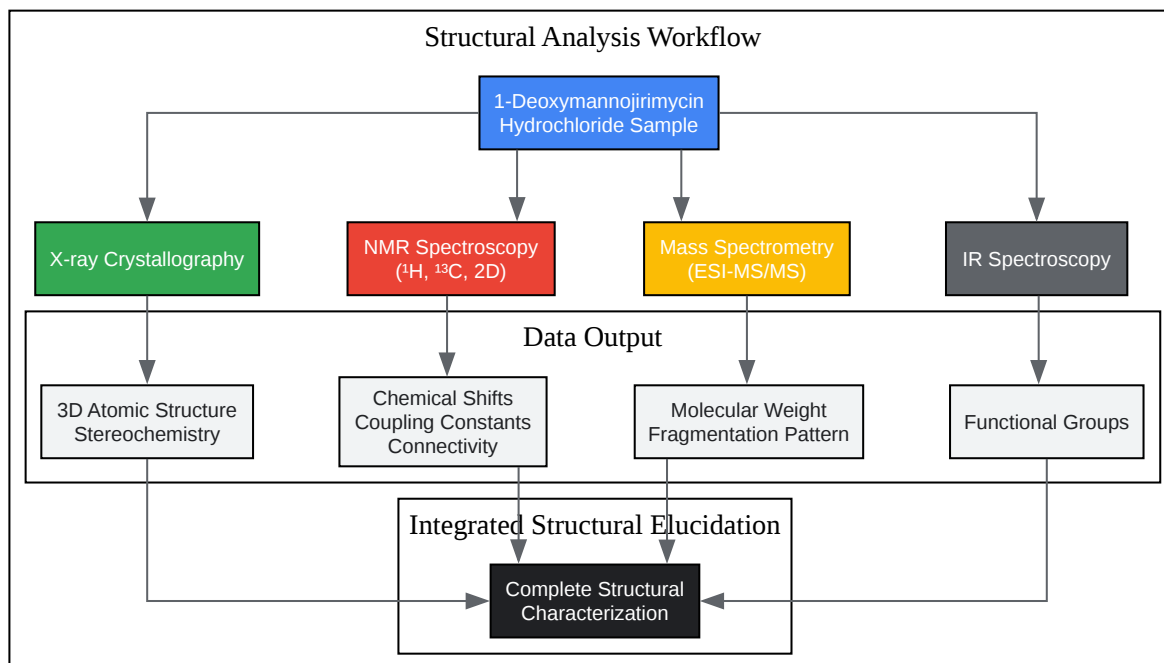 Structural Analysis Workflow
1-Deoxymannojirimycin
Hydrochloride Sample
X-ray Crystallography
NMR Spectroscopy
(¹H, ¹³C, 2D)
Mass Spectrometry
(ESI-MS/MS)
IR Spectroscopy
Data Output
3D Atomic Structure
Stereochemistry
Chemical Shifts
Coupling Constants
Connectivity
Molecular Weight
Fragmentation Pattern
Functional Groups
Integrated Structural Elucidation
Complete Structural
Characterization